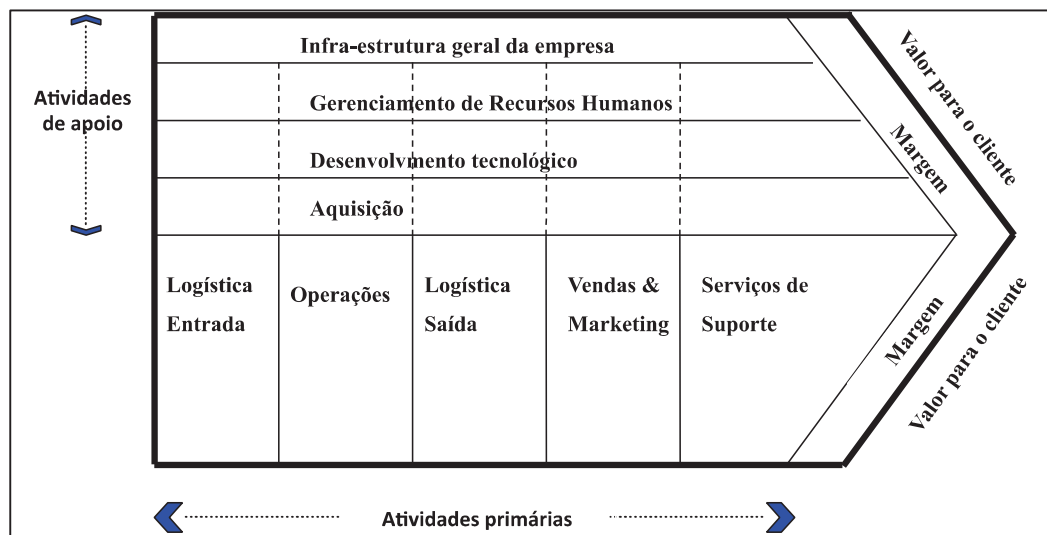 Infra-estrutura geral da empresa
Atividades
de apoio
Gerenciamento de Recursos Humanos
Desenvolvmento tecnológico
Aquisição
Margem
Valor para o cliente
Logística
Entrada
Operações
Logística
Saída
Vendas &
Marketing
Serviços de
Suporte
Margem
Valor para o cliente
Atividades primárias